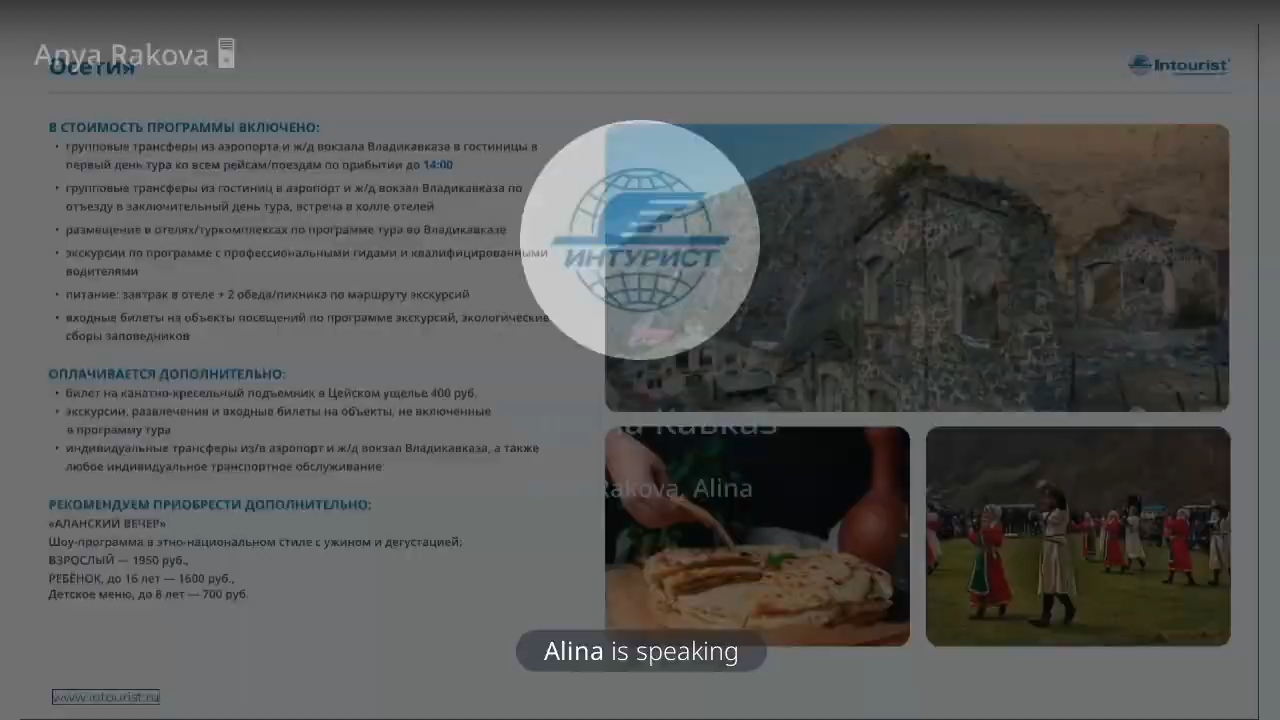 Anya Rakova
Осетия
Intourist
В СТОИМОСТЬ ПРОГРАММЫ ВКЛЮЧЕНО:
• групповые трансферы из аэропорта и ж/д вокзала Владикавказа в гостиницы в
первый день тура ко всем рейсам/поездам по прибытии до 14:00
• групповые трансферы из гостиниц в аэропорт и ж/д вокзал Владикавказа по
отъезду в заключительный день тура, встреча в холле отелей
• размещение в отелях/туркомплексах по программе тура во Владикавказе
• экскурсии по программе с профессиональными гидами и квалифицированными
водителями
• питание: завтрак в отеле + 2 обеда/пикника по маршруту экскурсий
• входные билеты на объекты посещений по программе экскурсий, экологические
сборы заповедников
ИНТУРИСТ
ОПЛАЧИВАЕТСЯ ДОПОЛНИТЕЛЬНО:
• билет на канатно-кресельный подъемник в Цейском ущелье 400 руб.
• экскурсии, развлечения и входные билеты на объекты, не включенные
в программу тура
• индивидуальные трансферы из/в аэропорт и ж/д вокзал Владикавказа, а также
любое индивидуальное транспортное обслуживание
на Кавказ
Rakova, Alina
РЕКОМЕНДУЕМ ПРИОБРЕСТИ ДОПОЛНИТЕЛЬНО:
«АЛАНСКИЙ ВЕЧЕР»
Шоу-программа в этно-национальном стиле с ужином и дегустацией;
ВЗРОСЛЫЙ — 1950 руб.,
РЕБЁНОК, до 16 лет — 1600 руб.,
Детское меню, до 8 лет — 700 руб.
Alina is speaking
www.intourist.ru